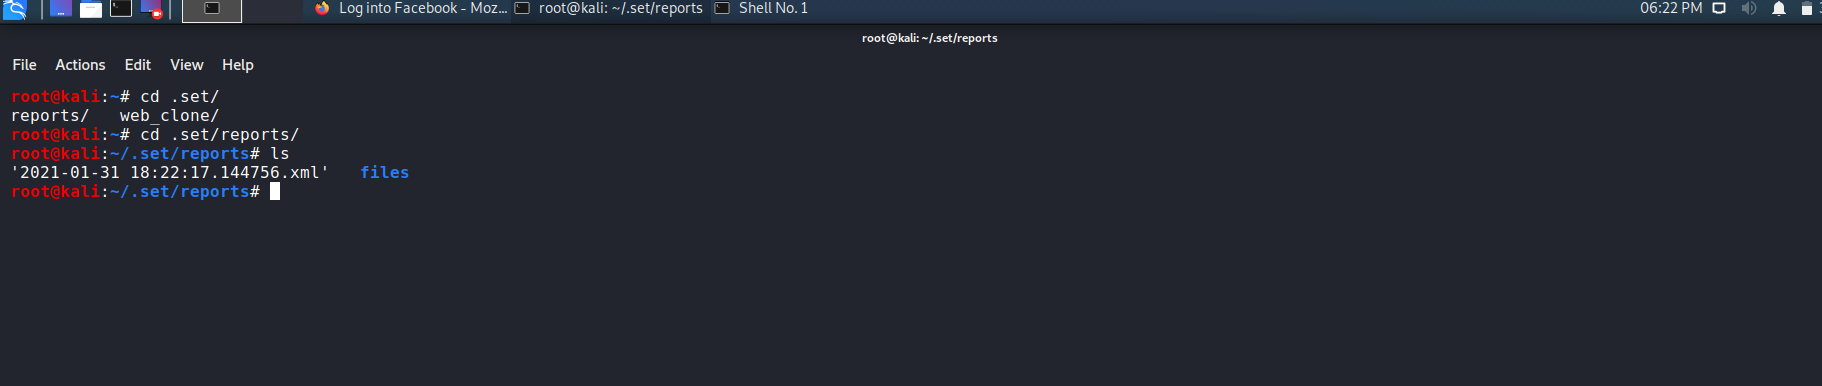 Log into Facebook - Moz... root@kali: ~/.set/reports Shell No. 1 06:22 PM
root@kali: ~/.set/reports
File Actions Edit View Help
root@kali:~# cd .set/
reports/ web_clone/
root@kali:~# cd .set/reports/
root@kali:~/.set/reports# ls
'2021-01-31 18:22:17.144756.xml' files
root@kali:~/.set/reports#